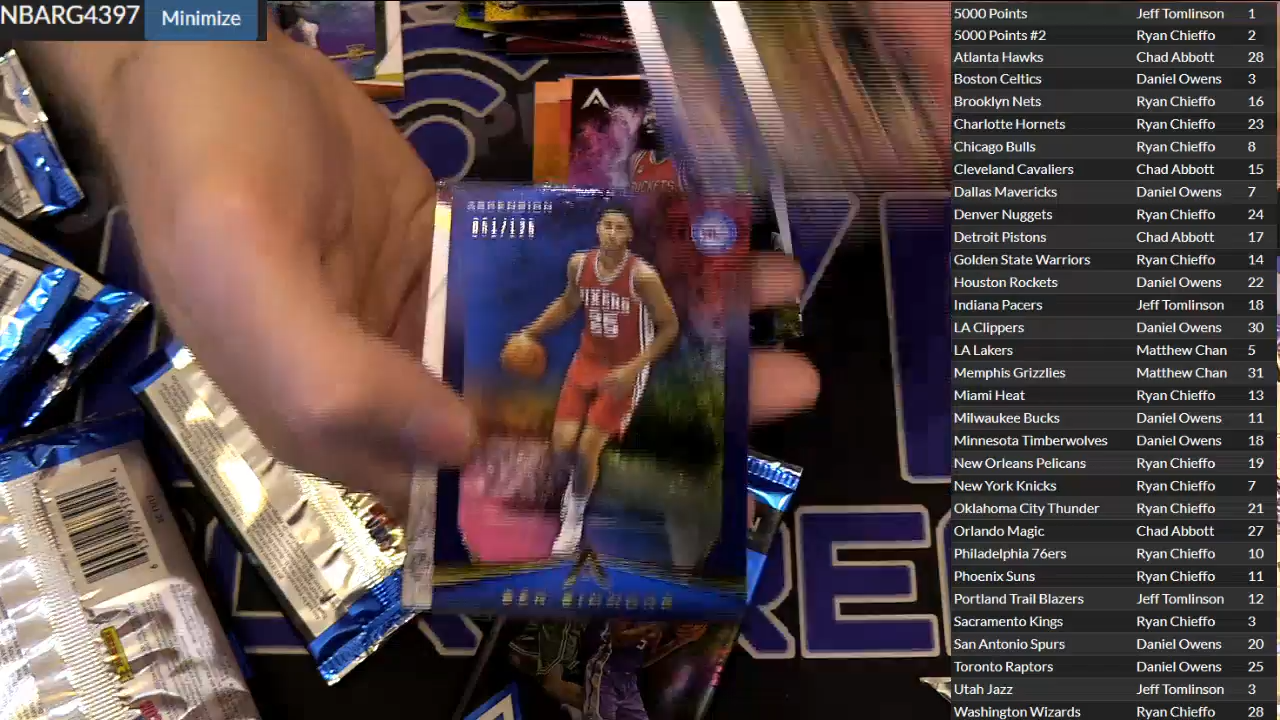 NBARG4397
Minimize
ASCENSION
BEN SIMMONS
5000 Points Jeff Tomlinson 1
5000 Points #2 Ryan Chieffo 2
Atlanta Hawks Chad Abbott 28
Boston Celtics Daniel Owens 3
Brooklyn Nets Ryan Chieffo 16
Charlotte Hornets Ryan Chieffo 23
Chicago Bulls Ryan Chieffo 8
Cleveland Cavaliers Chad Abbott 15
Dallas Mavericks Daniel Owens 7
Denver Nuggets Ryan Chieffo 24
Detroit Pistons Chad Abbott 17
Golden State Warriors Ryan Chieffo 14
Houston Rockets Daniel Owens 22
Indiana Pacers Jeff Tomlinson 18
LA Clippers Daniel Owens 30
LA Lakers Matthew Chan 5
Memphis Grizzlies Matthew Chan 31
Miami Heat Ryan Chieffo 13
Milwaukee Bucks Daniel Owens 11
Minnesota Timberwolves Daniel Owens 18
New Orleans Pelicans Ryan Chieffo 19
New York Knicks Ryan Chieffo 7
Oklahoma City Thunder Ryan Chieffo 21
Orlando Magic Chad Abbott 27
Philadelphia 76ers Ryan Chieffo 10
Phoenix Suns Ryan Chieffo 11
Portland Trail Blazers Jeff Tomlinson 12
Sacramento Kings Ryan Chieffo 3
San Antonio Spurs Daniel Owens 20
Toronto Raptors Daniel Owens 25
Utah Jazz Jeff Tomlinson 3
Washington Wizards Ryan Chieffo 28